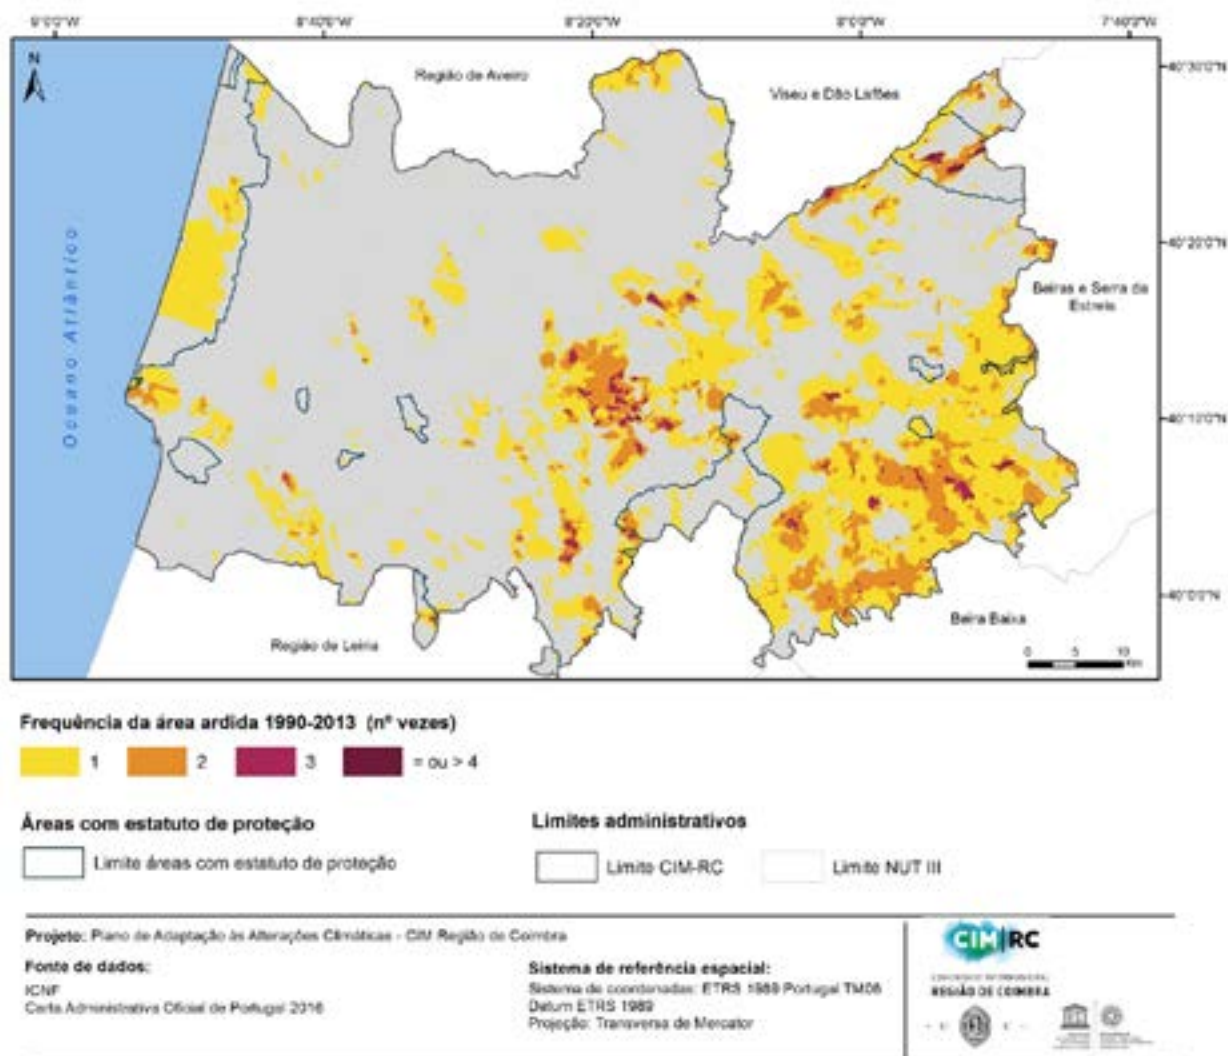 9°0'0"W 8°40'0"W 8°20'0"W 8°0'0"W 7°40'0"W
N
Região de Aveiro
Viseu e Dão Lafões
40°30'0"N
Oceano Atlântico
40°20'0"N
Beiras e Serra da
Estrela
40°10'0"N
40°0'0"N
Região de Leiria
Beira Baixa
0 5 10
Km
Frequência da área ardida 1990-2013 (nº vezes)
1 2 3 = ou > 4
Áreas com estatuto de proteção
Limite áreas com estatuto de proteção
Limites administrativos
Limite CIM-RC
Limite NUT III
Projeto: Plano de Adaptação às Alterações Climáticas - CIM Região de Coimbra
Fonte de dados:
ICNF
Carta Administrativa Oficial de Portugal 2016
Sistema de referência espacial:
Sistema de coordenadas: ETRS 1989 Portugal TM06
Datum ETRS 1989
Projeção: Transversa de Mercator
CIM|RC
REGIÃO DE COIMBRA